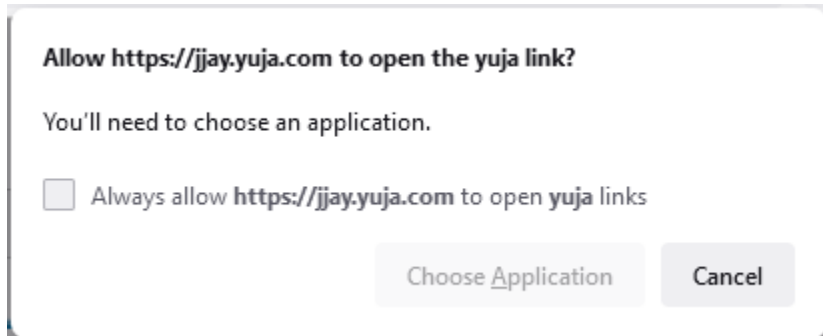 Allow https://jjay.yuja.com to open the yuja link?
You'll need to choose an application.
Always allow https://jjay.yuja.com to open yuja links
Choose Application
Cancel